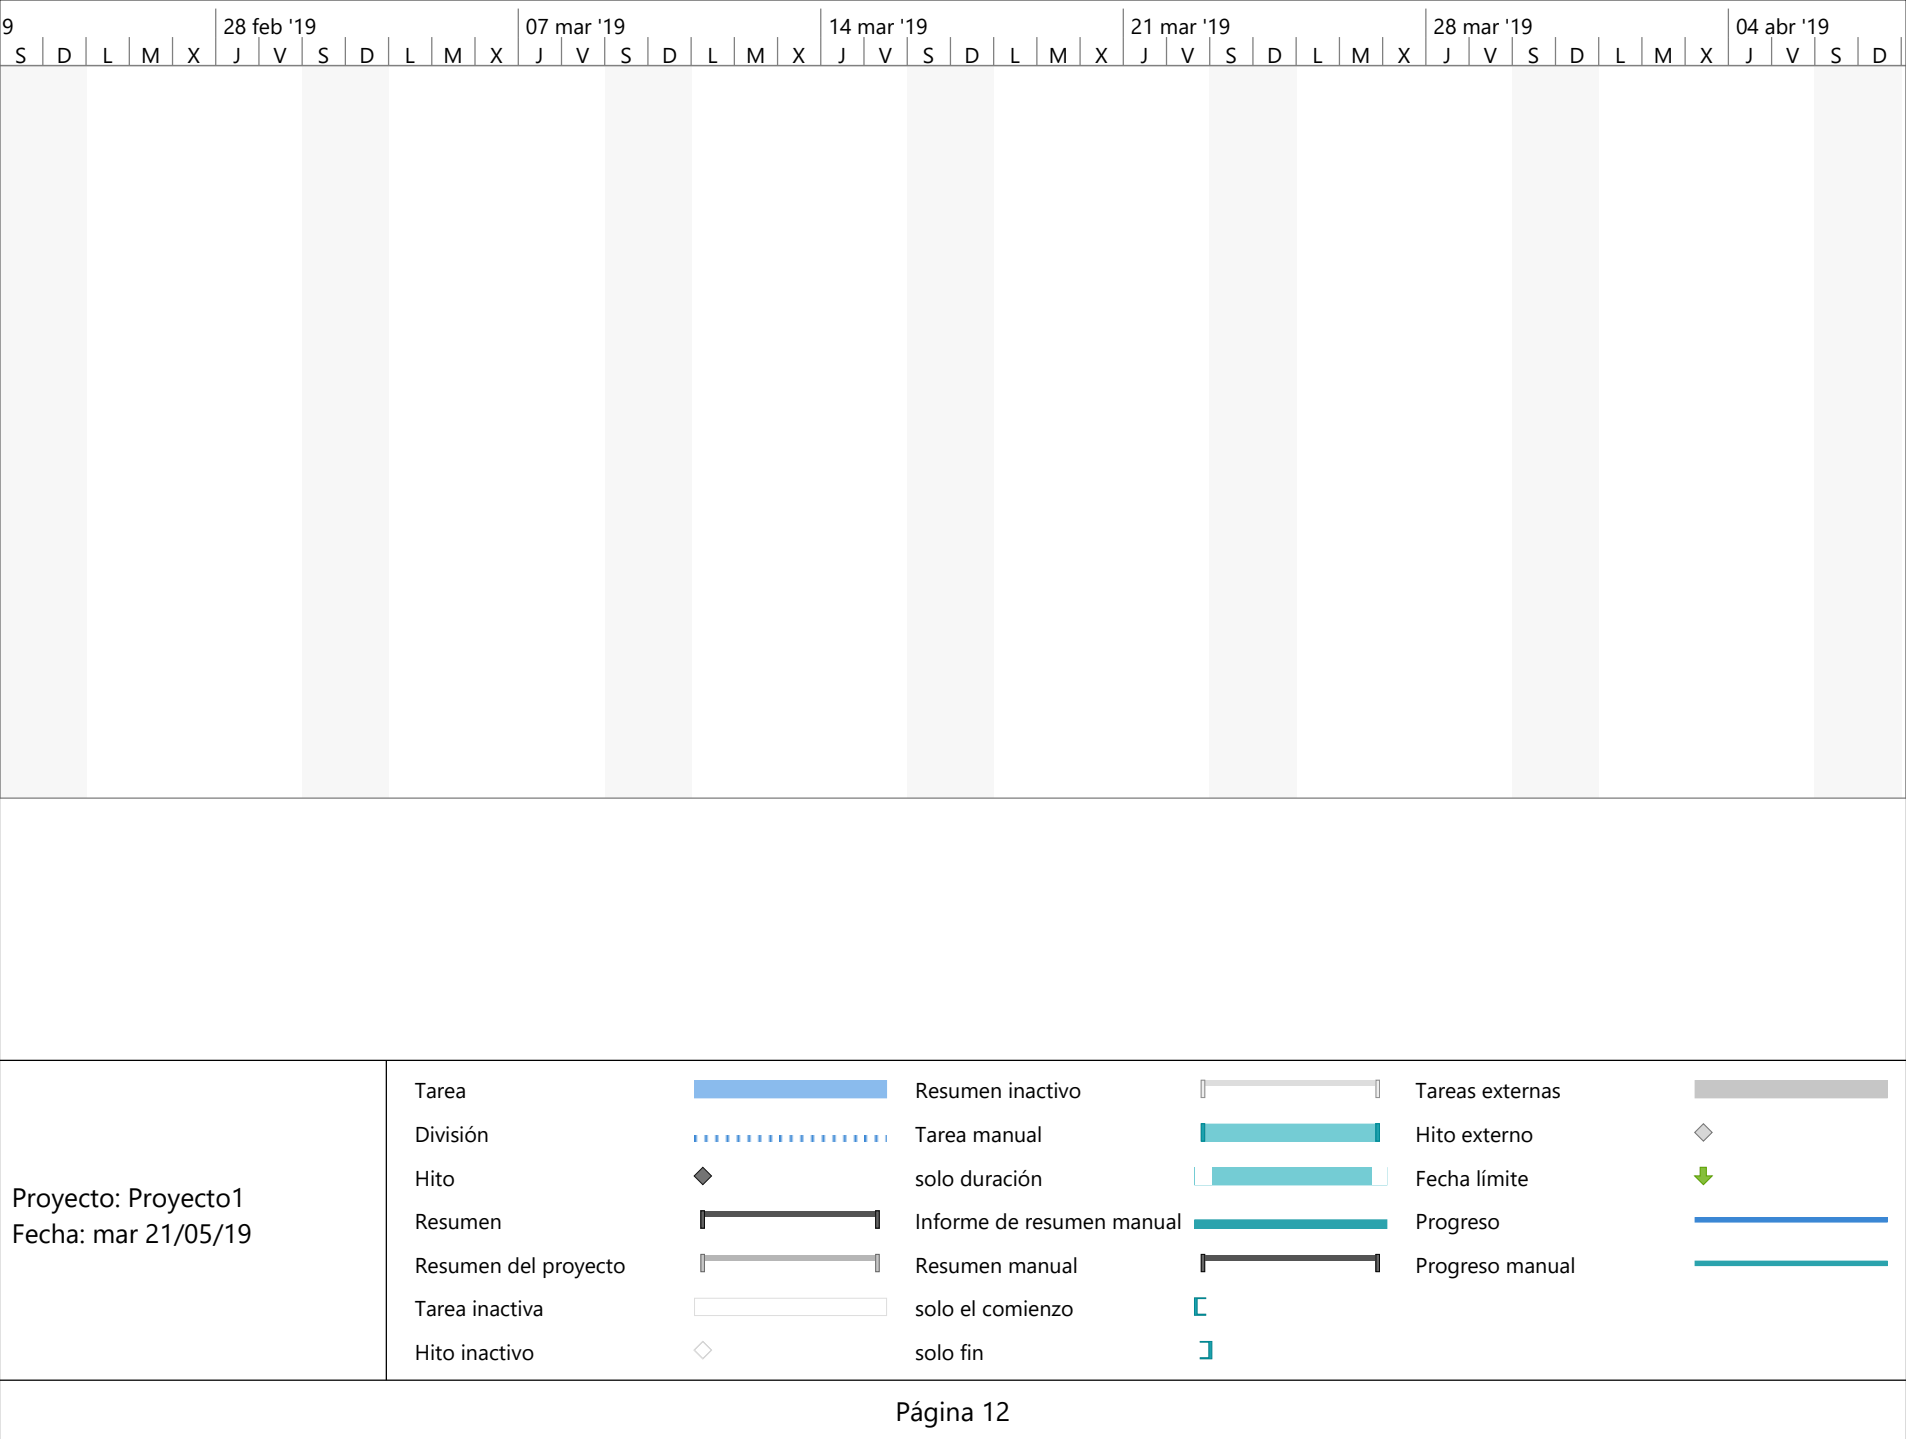 9 28 feb '19 07 mar '19 14 mar '19 21 mar '19 28 mar '19 04 abr '19
S D L M X J V S D L M X J V S D L M X J V S D L M X J V S D L M X J V S D L M X J V S D
Proyecto: Proyecto1
Fecha: mar 21/05/19
Tarea
División
Hito
Resumen
Resumen del proyecto
Tarea inactiva
Hito inactivo
Resumen inactivo
Tarea manual
solo duración
Informe de resumen manual
Resumen manual
solo el comienzo
solo fin
Tareas externas
Hito externo
Fecha límite
Progreso
Progreso manual
Página 12